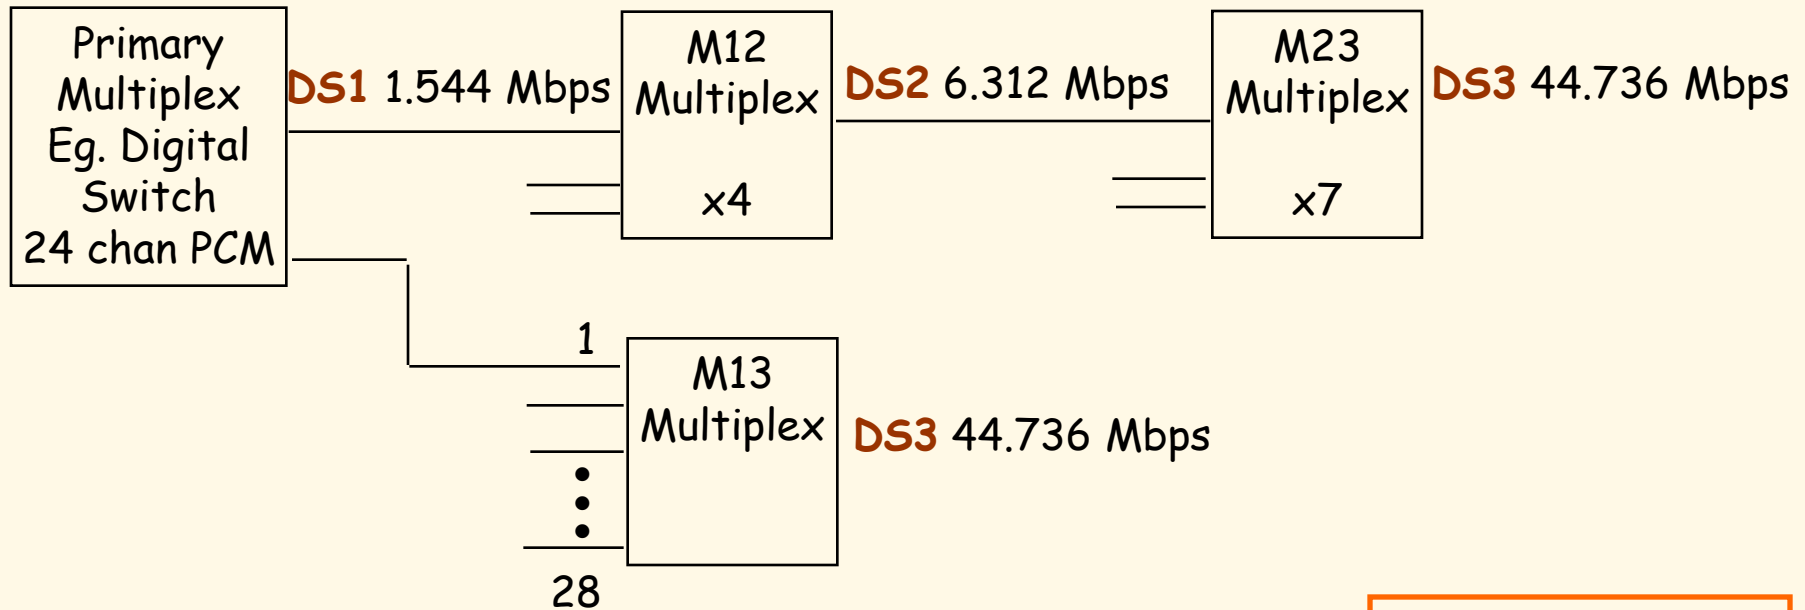 Primary
Multiplex
Eg. Digital
Switch
24 chan PCM
DS1 1.544 Mbps
M12
Multiplex
x4
DS2 6.312 Mbps
M23
Multiplex
x7
DS3 44.736 Mbps
1
28
M13
Multiplex
DS3 44.736 Mbps